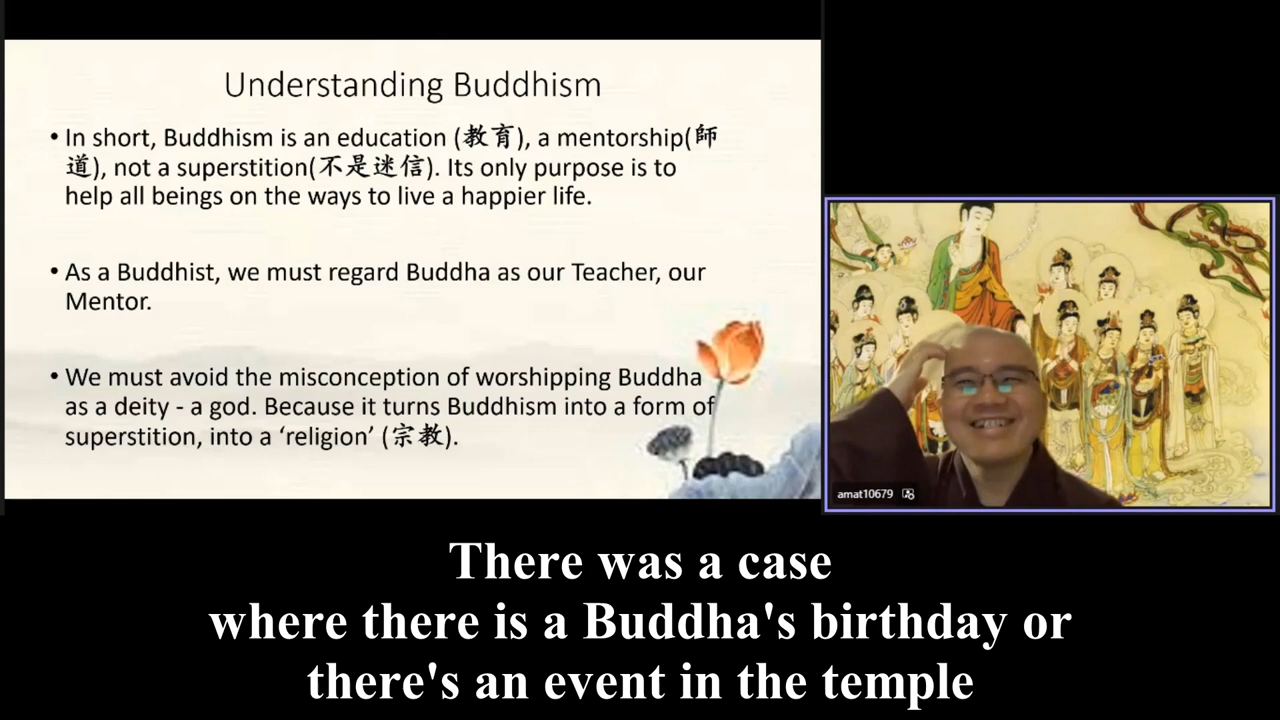 Understanding Buddhism
• In short, Buddhism is an education (教育), a mentorship(師
道), not a superstition(不是迷信). Its only purpose is to
help all beings on the ways to live a happier life.
• As a Buddhist, we must regard Buddha as our Teacher, our
Mentor.
• We must avoid the misconception of worshipping Buddha
as a deity - a god. Because it turns Buddhism into a form of
superstition, into a ‘religion’ (宗教).
amat10679
There was a case
where there is a Buddha's birthday or
there's an event in the temple